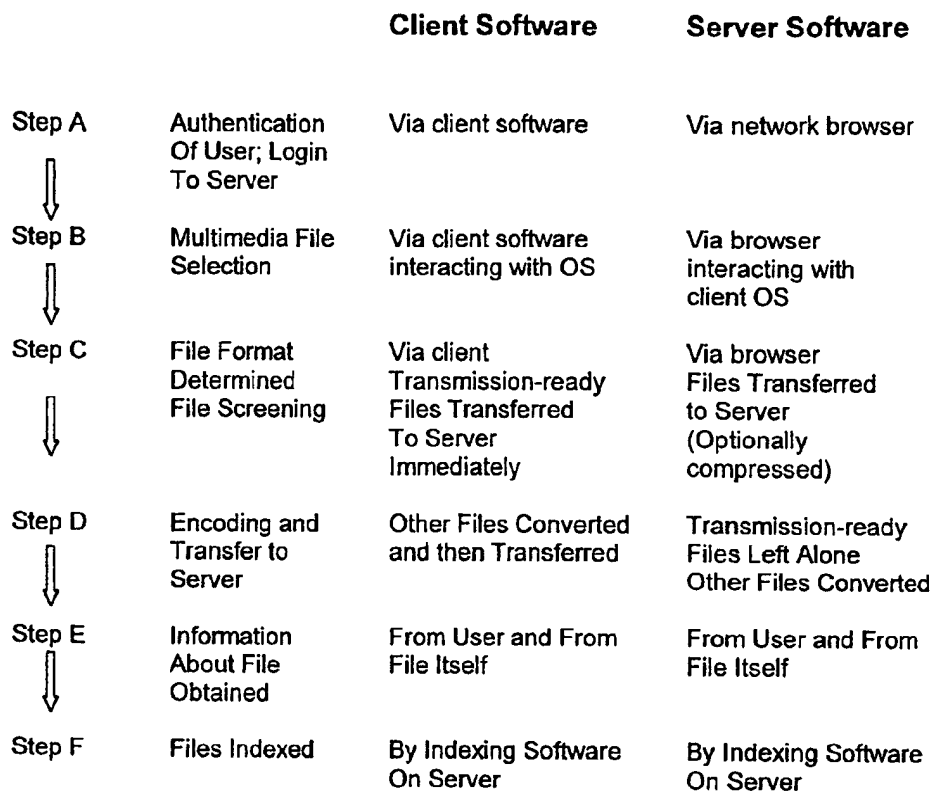 Client Software Server Software
Step A Authentication Via client software Via network browser
Of User; Login
To Server
Step B Multimedia File Via client software Via browser
Selection interacting with OS interacting with
client OS
Step C File Format Via client Via browser
Determined Transmission-ready Files Transferred
File Screening Files Transferred to Server
To Server (Optionally
Immediately compressed)
Step D Encoding and Other Files Converted Transmission-ready
Transfer to and then Transferred Files Left Alone
Server Other Files Converted
Step E Information From User and From From User and From
About File File Itself File Itself
Obtained
Step F Files Indexed By Indexing Software By Indexing Software
On Server On Server